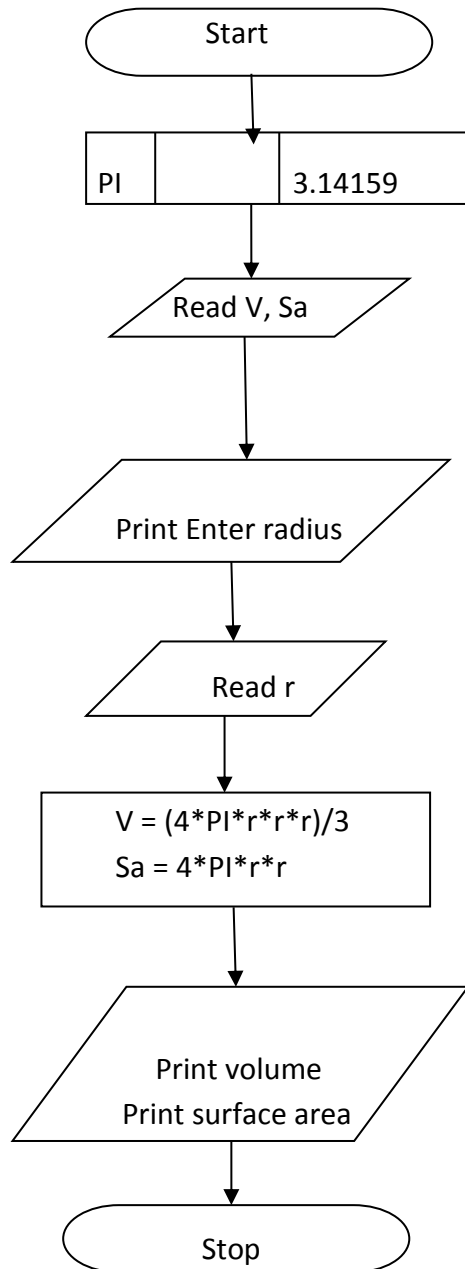 Start
PI 3.14159
Read V, Sa
Print Enter radius
Read r
V = (4*PI*r*r*r)/3
Sa = 4*PI*r*r
Print volume
Print surface area
Stop